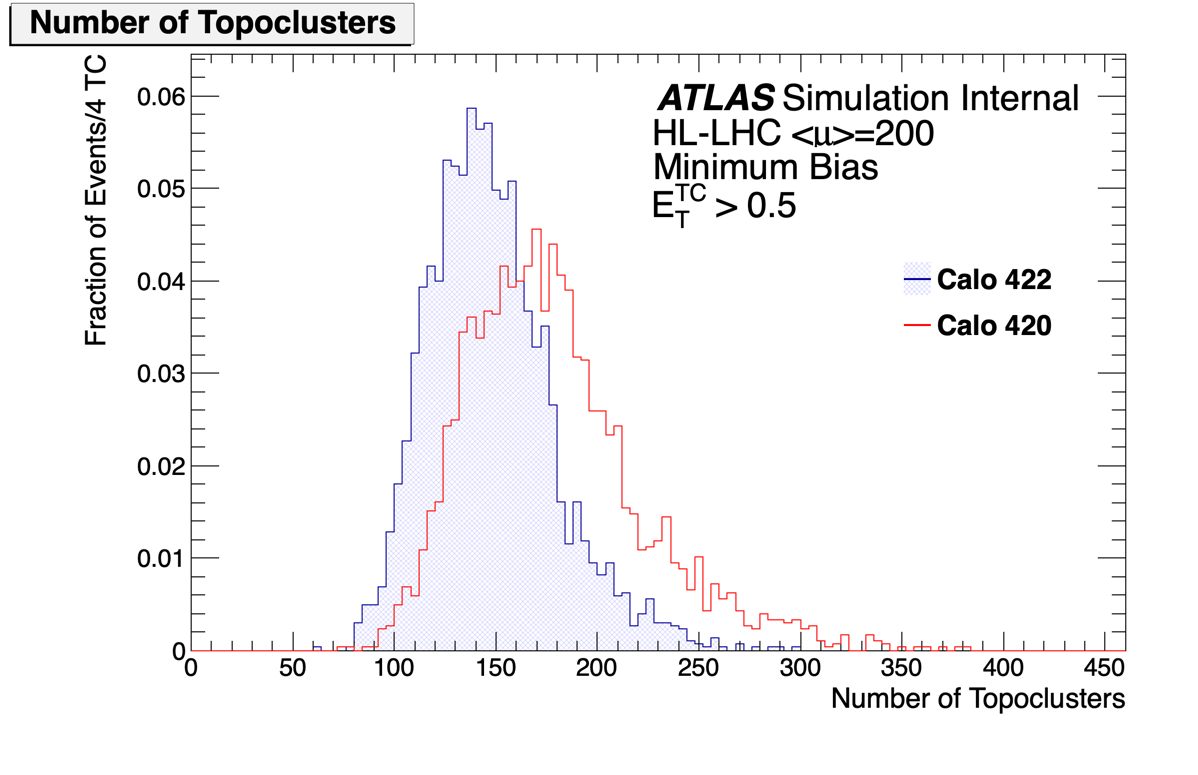 Number of Topoclusters
Fraction of Events/4 TC
0.06
0.05
0.04
0.03
0.02
0.01
0
ATLAS Simulation Internal
HL-LHC <μ>=200
Minimum Bias
E_T^TC > 0.5
Calo 422
Calo 420
0 50 100 150 200 250 300 350 400 450
Number of Topoclusters